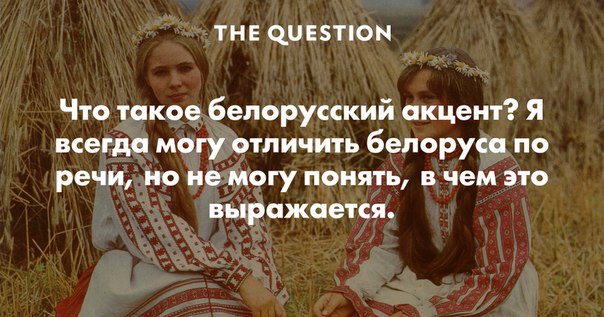 THE QUESTION
Что такое белорусский акцент? Я
всегда могу отличить белоруса по
речи, но не могу понять, в чем это
выражается.